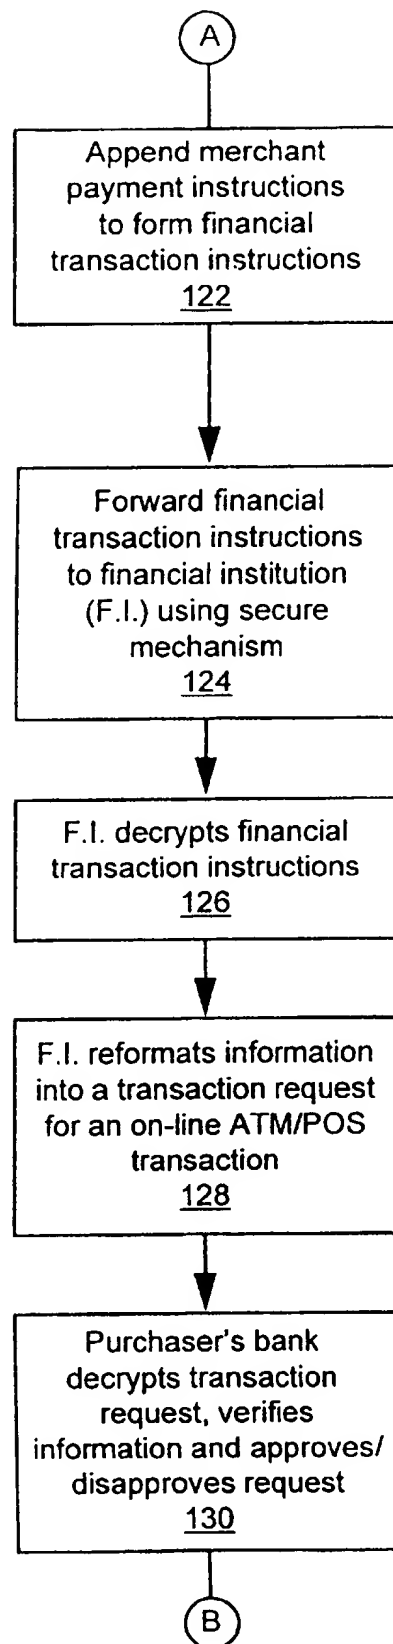 A
Append merchant
payment instructions
to form financial
transaction instructions
122
Forward financial
transaction instructions
to financial institution
(F.I.) using secure
mechanism
124
F.I. decrypts financial
transaction instructions
126
F.I. reformats information
into a transaction request
for an on-line ATM/POS
transaction
128
Purchaser's bank
decrypts transaction
request, verifies
information and approves/
disapproves request
130
B